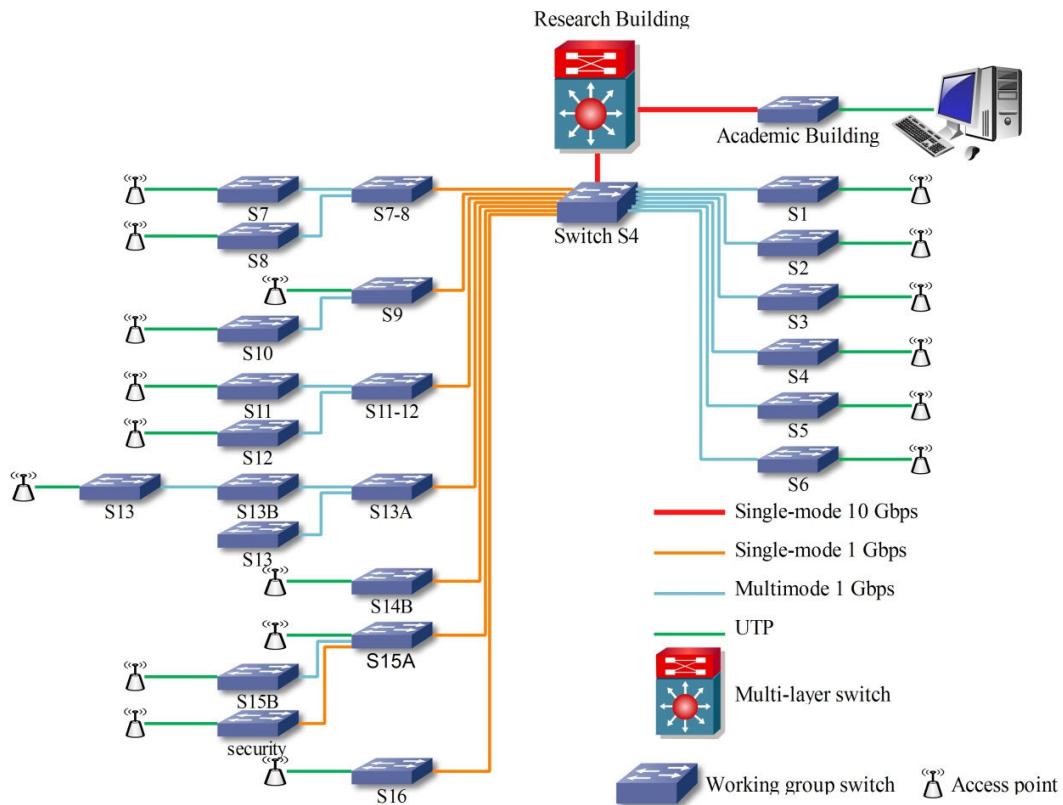 Research Building
Academic Building
S7
S7-8
Switch S4
S1
S8
S2
S9
S3
S10
S4
S11
S11-12
S5
S12
S6
S13
S13B
S13A
Single-mode 10 Gbps
S13
Single-mode 1 Gbps
S14B
Multimode 1 Gbps
UTP
S15A
S15B
Multi-layer switch
security
S16
Working group switch
Access point